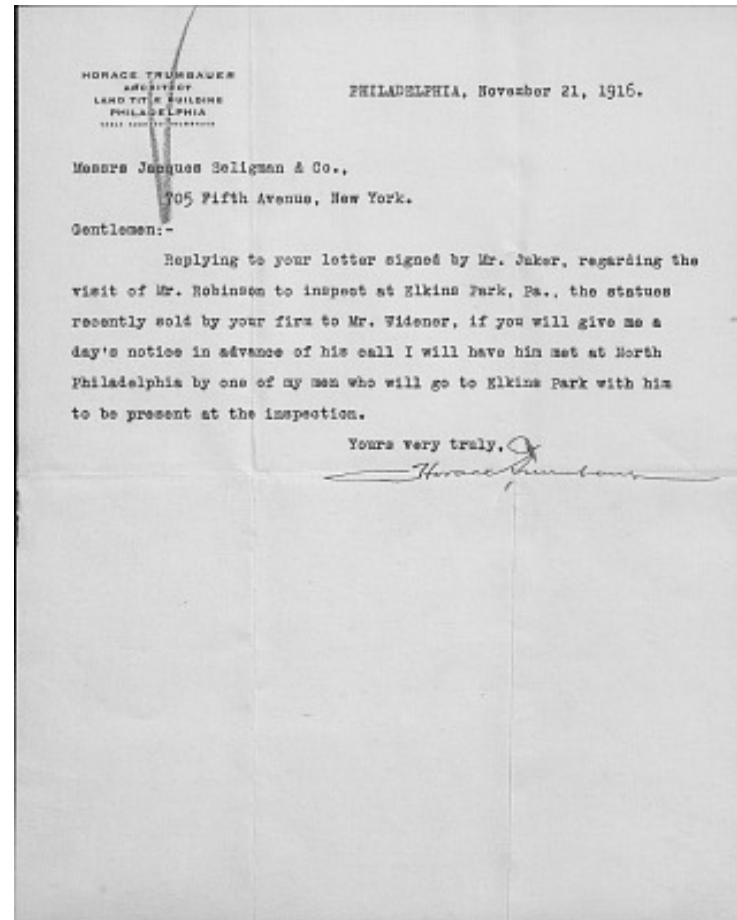 HORACE TRUMBAUER
ARCHITECT
LAND TITLE BUILDING
PHILADELPHIA
PHILADELPHIA, November 21, 1916.
Messrs Jacques Seligman & Co.,
705 Fifth Avenue, New York.
Gentlemen:-
Replying to your letter signed by Mr. Jaker, regarding the
visit of Mr. Robinson to inspect at Elkins Park, Pa., the statues
recently sold by your firm to Mr. Widener, if you will give me a
day's notice in advance of his call I will have him met at North
Philadelphia by one of my men who will go to Elkins Park with him
to be present at the inspection.
Yours very truly,
Horace Trumbauer